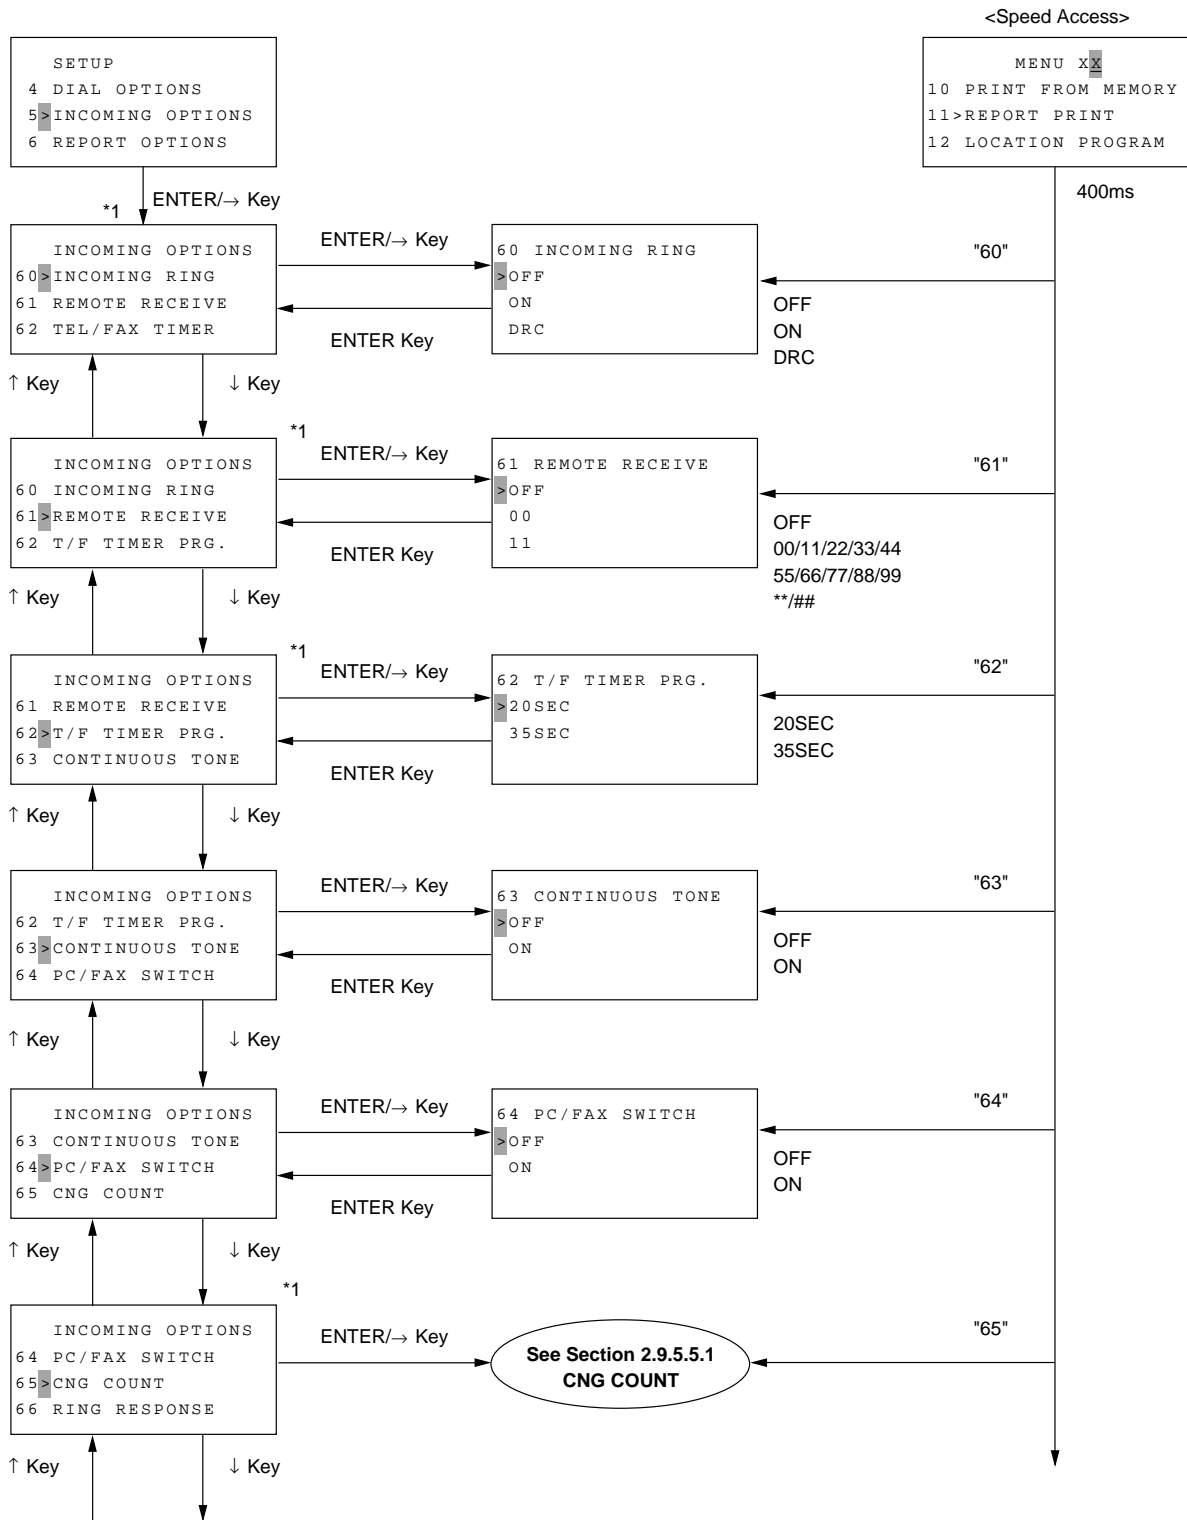 <Speed Access>
SETUP
4 DIAL OPTIONS
5>INCOMING OPTIONS
6 REPORT OPTIONS
MENU XX
10 PRINT FROM MEMORY
11>REPORT PRINT
12 LOCATION PROGRAM
ENTER/→ Key
400ms
*1
INCOMING OPTIONS
60>INCOMING RING
61 REMOTE RECEIVE
62 TEL/FAX TIMER
ENTER/→ Key
ENTER Key
60 INCOMING RING
>OFF
ON
DRC
"60"
OFF
ON
DRC
↑ Key
↓ Key
*1
INCOMING OPTIONS
60 INCOMING RING
61>REMOTE RECEIVE
62 T/F TIMER PRG.
ENTER/→ Key
ENTER Key
61 REMOTE RECEIVE
>OFF
00
11
"61"
OFF
00/11/22/33/44
55/66/77/88/99
**/##
↑ Key
↓ Key
*1
INCOMING OPTIONS
61 REMOTE RECEIVE
62>T/F TIMER PRG.
63 CONTINUOUS TONE
ENTER/→ Key
ENTER Key
62 T/F TIMER PRG.
>20SEC
35SEC
"62"
20SEC
35SEC
↑ Key
↓ Key
INCOMING OPTIONS
62 T/F TIMER PRG.
63>CONTINUOUS TONE
64 PC/FAX SWITCH
ENTER/→ Key
ENTER Key
63 CONTINUOUS TONE
>OFF
ON
"63"
OFF
ON
↑ Key
↓ Key
INCOMING OPTIONS
63 CONTINUOUS TONE
64>PC/FAX SWITCH
65 CNG COUNT
ENTER/→ Key
ENTER Key
64 PC/FAX SWITCH
>OFF
ON
"64"
OFF
ON
↑ Key
↓ Key
*1
INCOMING OPTIONS
64 PC/FAX SWITCH
65>CNG COUNT
66 RING RESPONSE
ENTER/→ Key
See Section 2.9.5.5.1
CNG COUNT
"65"
↑ Key
↓ Key